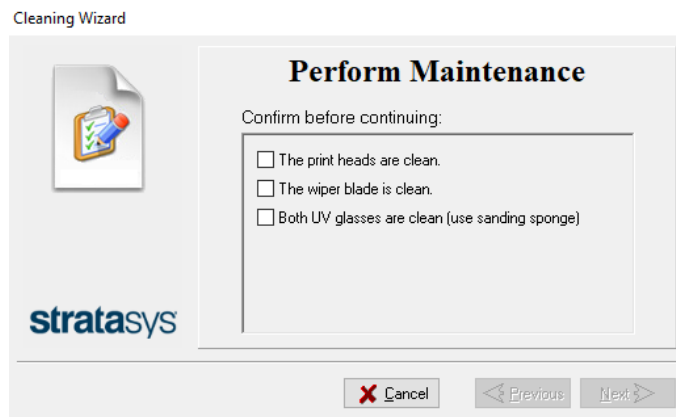 Cleaning Wizard
Perform Maintenance
Confirm before continuing:
The print heads are clean.
The wiper blade is clean.
Both UV glasses are clean (use sanding sponge)
stratasys
Cancel
Previous
Next